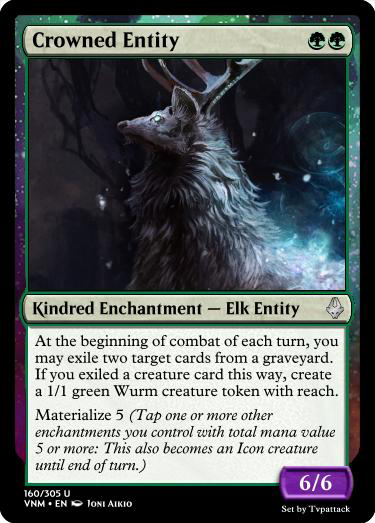 Crowned Entity
Kindred Enchantment — Elk Entity
At the beginning of combat of each turn, you
may exile two target cards from a graveyard.
If you exiled a creature card this way, create
a 1/1 green Wurm creature token with reach.
Materialize 5 (Tap one or more other
enchantments you control with total mana value
5 or more: This also becomes an Icon creature
until end of turn.)
6/6
160/305 U
VNM • EN Joni Aikio
Set by Tvpattack